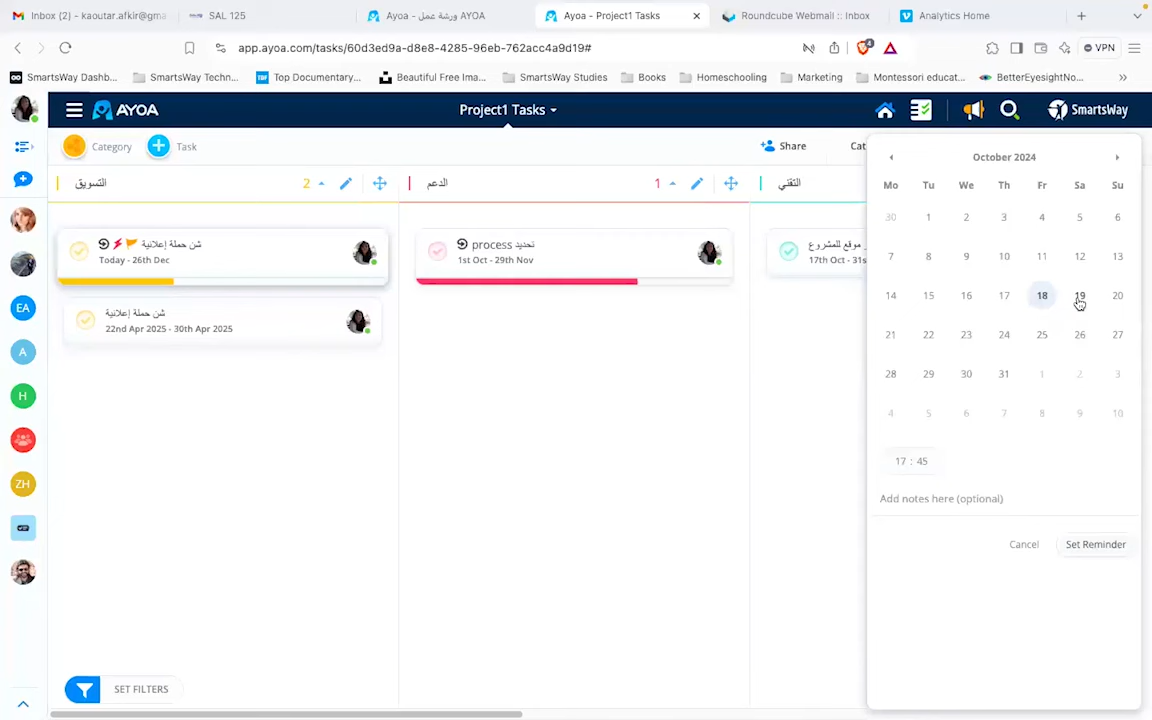 Inbox (2) - kaoutar.afkir@gma
SAL 125
Ayoa - ورشة عمل AYOA
Ayoa - Project1 Tasks
Roundcube Webmail :: Inbox
Analytics Home
app.ayoa.com/tasks/60d3ed9a-d8e8-4285-96eb-762acc4a9d19#
4
VPN
SmartsWay Dashb...
SmartsWay Techn...
Top Documentary...
Beautiful Free Ima...
SmartsWay Studies
Books
Homeschooling
Marketing
Montessori educat...
BetterEyesightNo...
AYOA
Project1 Tasks
SmartsWay
Category
Task
Share
Cat
التسويق
2
الدعم
1
التقني
شن حملة إعلانية
Today - 26th Dec
شن حملة إعلانية
22nd Apr 2025 - 30th Apr 2025
تحديد process
1st Oct - 29th Nov
موقع للمشروع
17th Oct - 31s
EA
A
H
ZH
October 2024
Mo Tu We Th Fr Sa Su
30 1 2 3 4 5 6
7 8 9 10 11 12 13
14 15 16 17 18 19 20
21 22 23 24 25 26 27
28 29 30 31 1 2 3
4 5 6 7 8 9 10
17 : 45
Add notes here (optional)
Cancel
Set Reminder
SET FILTERS